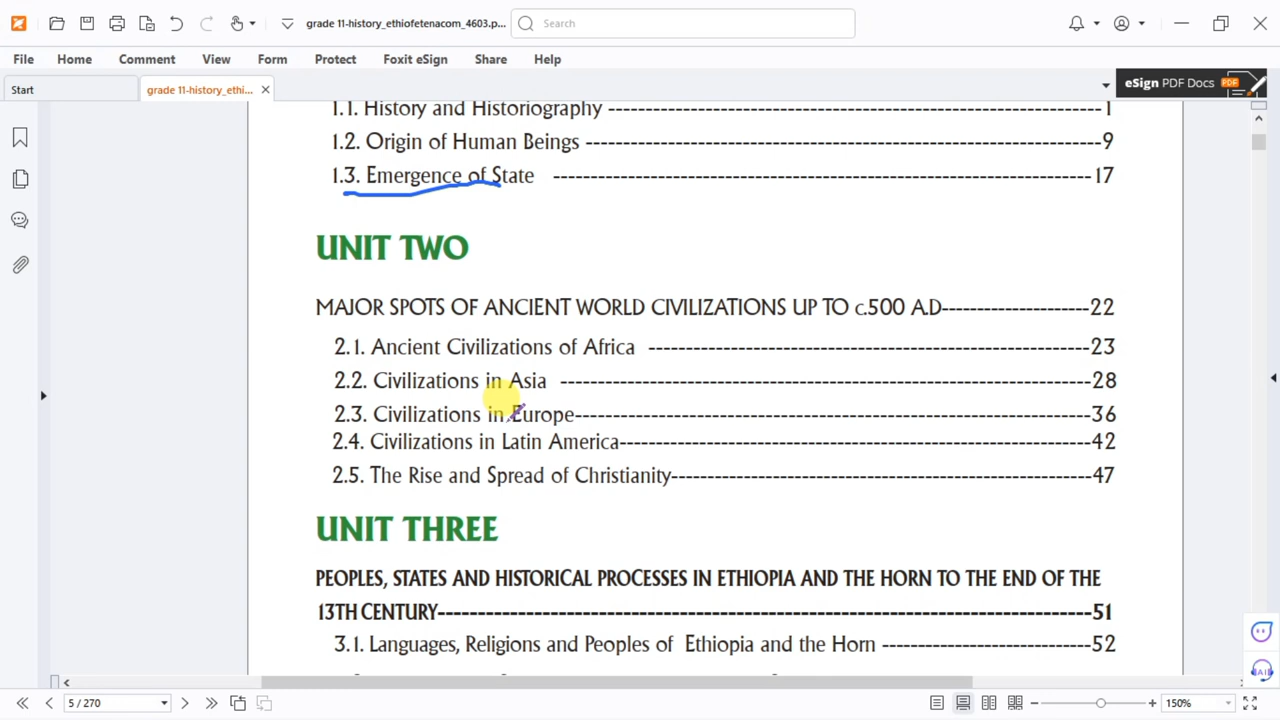 grade 11-history_ethiofetenacom_4603.p...
Search
File Home Comment View Form Protect Foxit eSign Share Help
Start
grade 11-history_ethi...
eSign PDF Docs
PDF
1.1. History and Historiography ---------- 1
1.2. Origin of Human Beings ---------- 9
1.3. Emergence of State ---------- 17
UNIT TWO
MAJOR SPOTS OF ANCIENT WORLD CIVILIZATIONS UP TO c.500 A.D----------22
2.1. Ancient Civilizations of Africa ---------- 23
2.2. Civilizations in Asia ---------- 28
2.3. Civilizations in Europe---------- 36
2.4. Civilizations in Latin America---------- 42
2.5. The Rise and Spread of Christianity---------- 47
UNIT THREE
PEOPLES, STATES AND HISTORICAL PROCESSES IN ETHIOPIA AND THE HORN TO THE END OF THE
13TH CENTURY----------51
3.1. Languages, Religions and Peoples of Ethiopia and the Horn ----------52
AI
5 / 270
150%